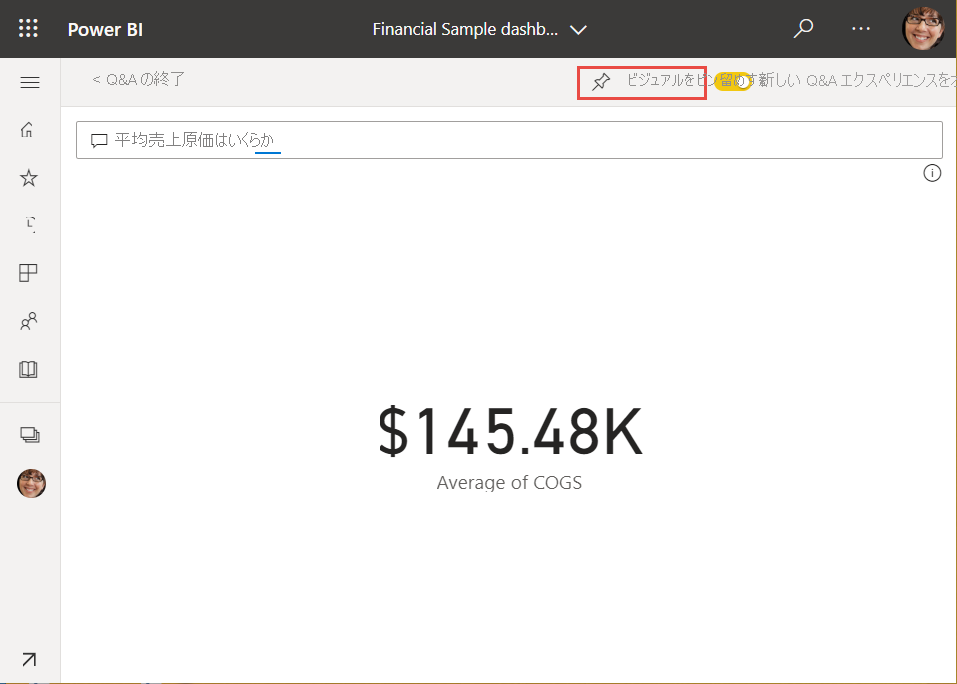 Power BI
Financial Sample dashb...
< Q&Aの終了
ビジュアルをピン留めす新しい Q&A エクスペリエンスを
平均売上原価はいくらか
$145.48K
Average of COGS